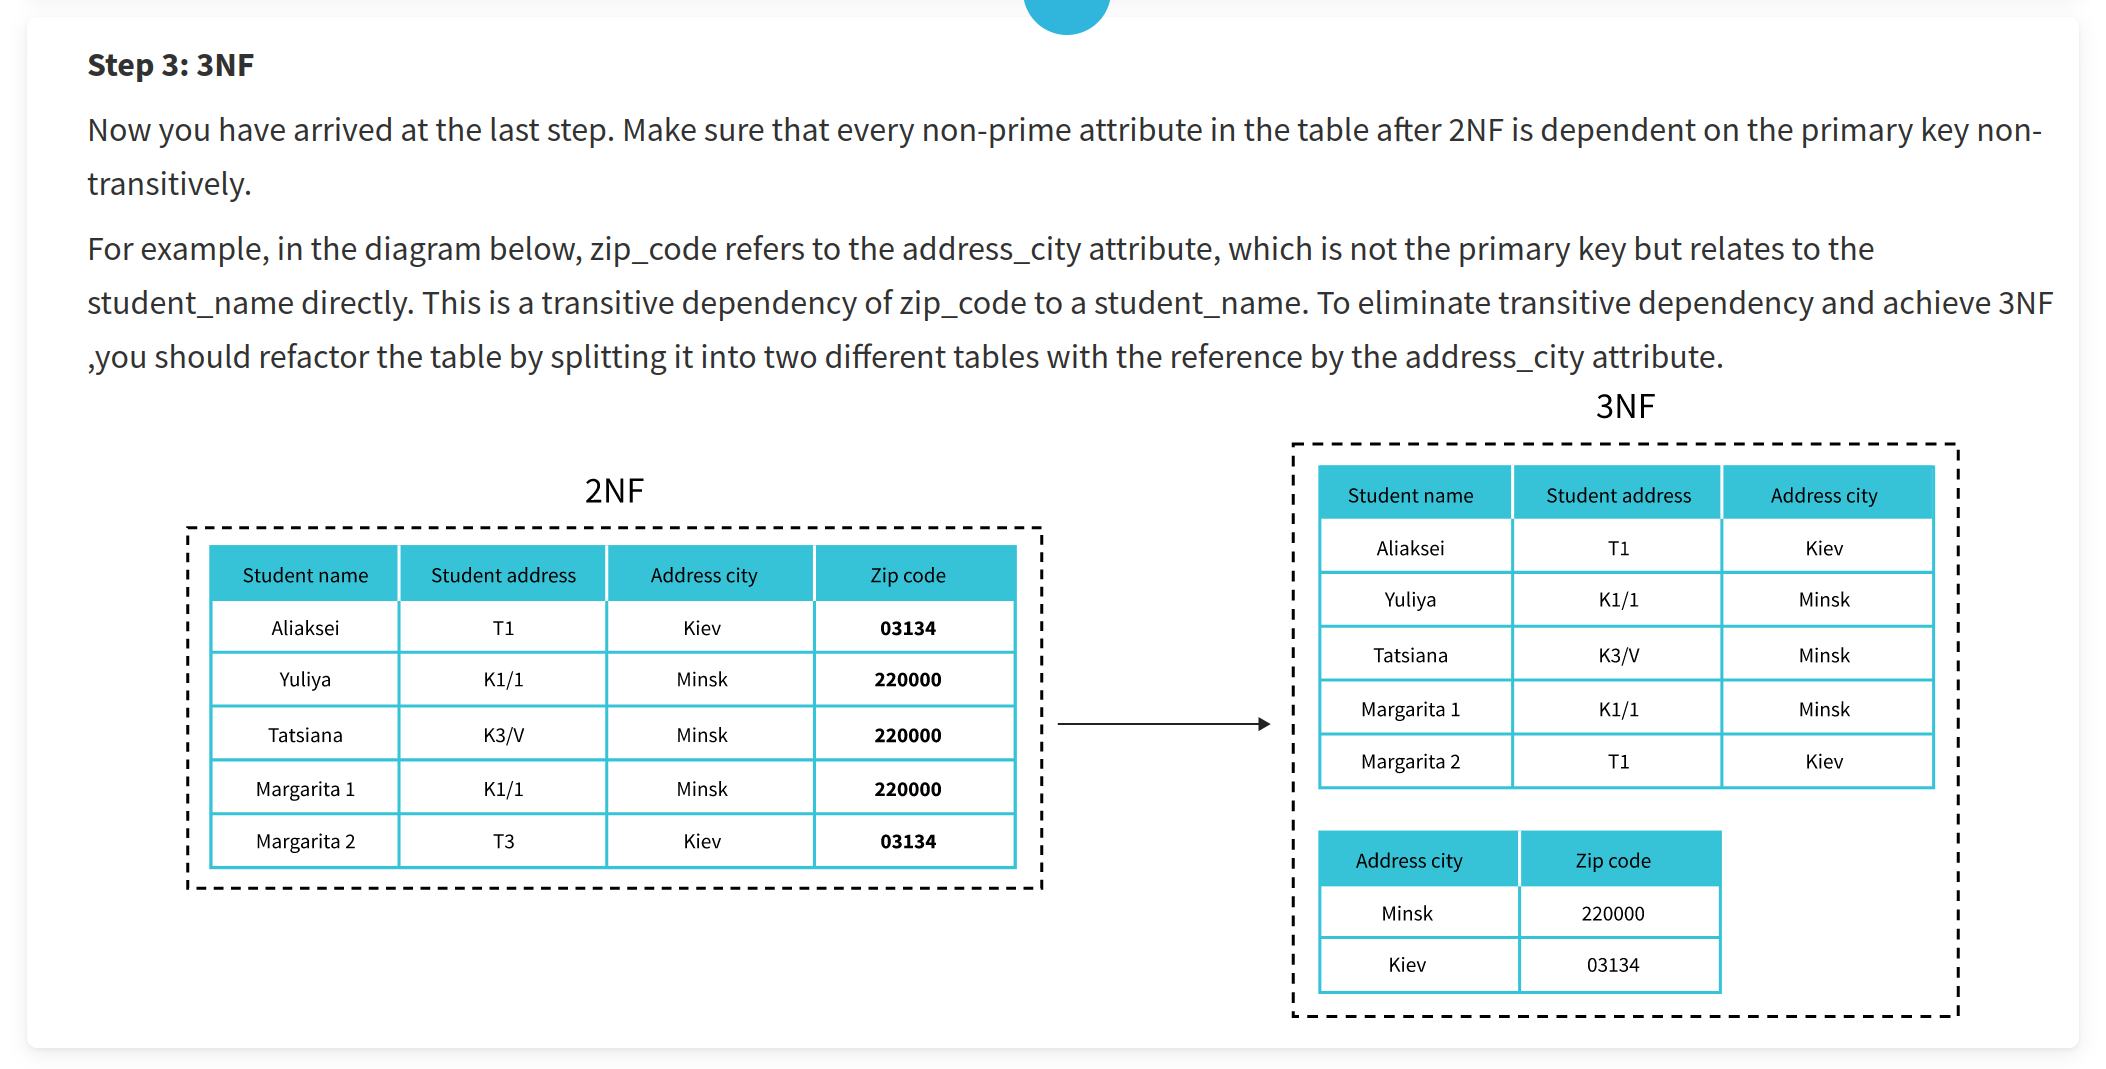 Step 3: 3NF
Now you have arrived at the last step. Make sure that every non-prime attribute in the table after 2NF is dependent on the primary key non-
transitively.
For example, in the diagram below, zip_code refers to the address_city attribute, which is not the primary key but relates to the
student_name directly. This is a transitive dependency of zip_code to a student_name. To eliminate transitive dependency and achieve 3NF
,you should refactor the table by splitting it into two different tables with the reference by the address_city attribute.
2NF
Student name Student address Address city Zip code
Aliaksei T1 Kiev 03134
Yuliya K1/1 Minsk 220000
Tatsiana K3/V Minsk 220000
Margarita 1 K1/1 Minsk 220000
Margarita 2 T3 Kiev 03134
3NF
Student name Student address Address city
Aliaksei T1 Kiev
Yuliya K1/1 Minsk
Tatsiana K3/V Minsk
Margarita 1 K1/1 Minsk
Margarita 2 T1 Kiev
Address city Zip code
Minsk 220000
Kiev 03134